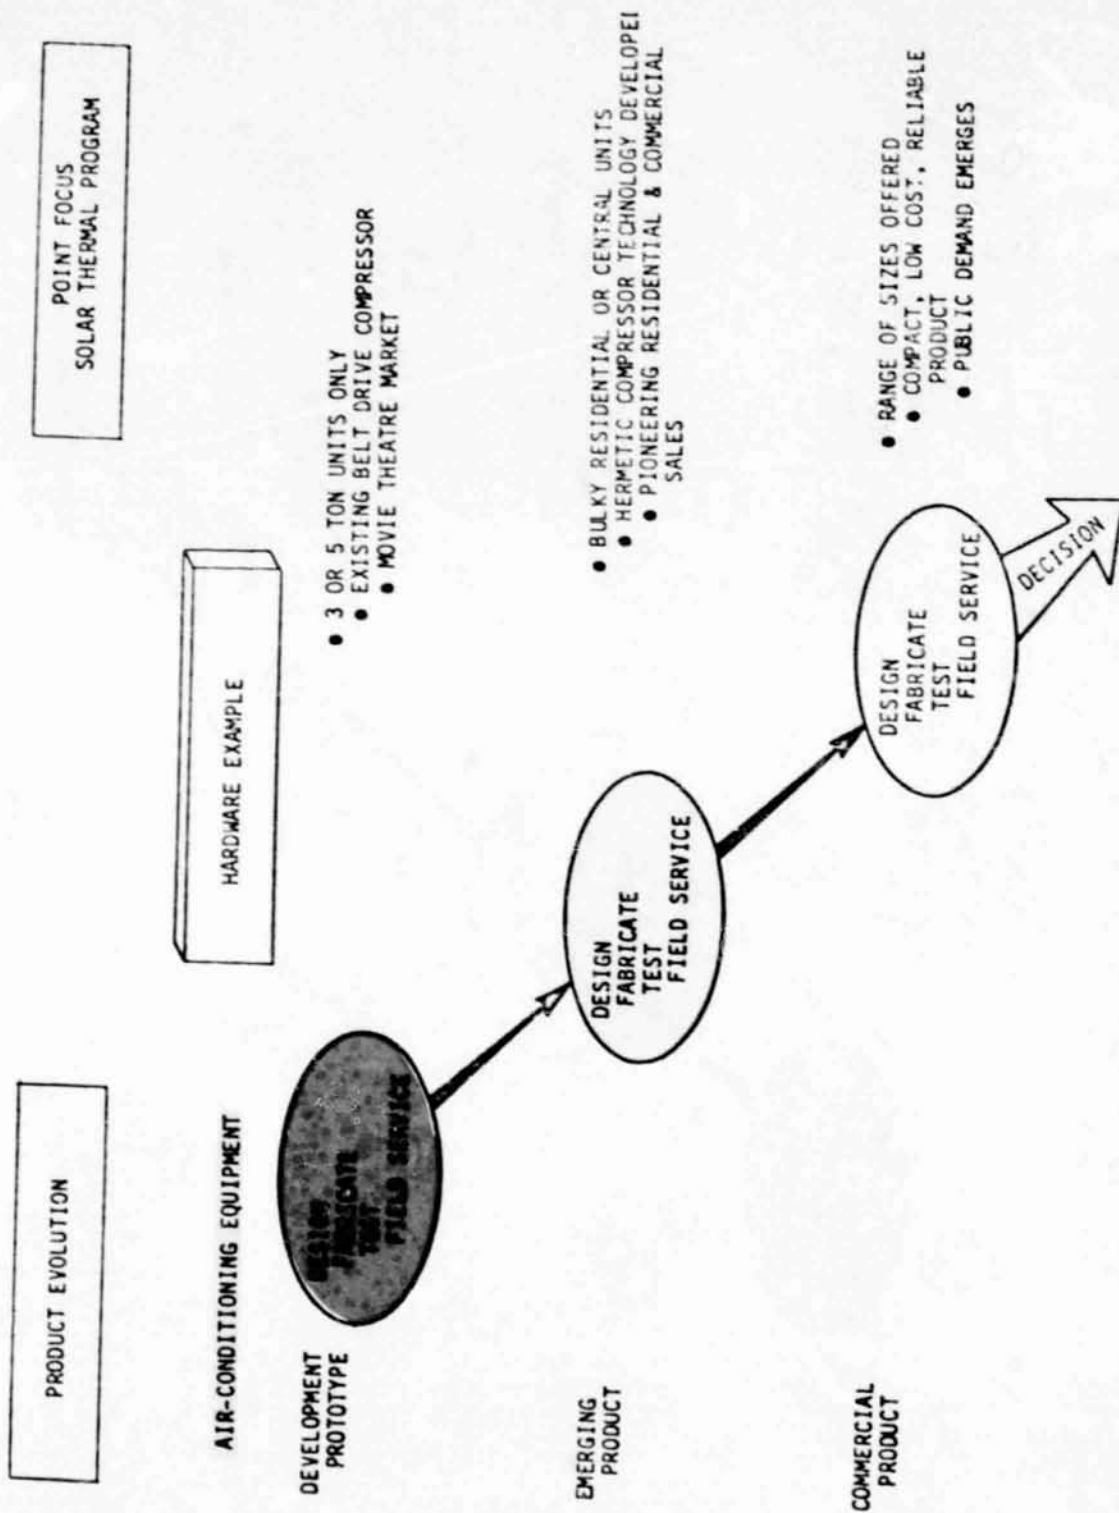 PRODUCT EVOLUTION
POINT FOCUS
SOLAR THERMAL PROGRAM
HARDWARE EXAMPLE
AIR-CONDITIONING EQUIPMENT
DEVELOPMENT
PROTOTYPE
DESIGN
FABRICATE
TEST
FIELD SERVICE
● 3 OR 5 TON UNITS ONLY
● EXISTING BELT DRIVE COMPRESSOR
● MOVIE THEATRE MARKET
EMERGING
PRODUCT
DESIGN
FABRICATE
TEST
FIELD SERVICE
● BULKY RESIDENTIAL OR CENTRAL UNITS
● HERMETIC COMPRESSOR TECHNOLOGY DEVELOPE
● PIONEERING RESIDENTIAL & COMMERCIAL
SALES
COMMERCIAL
PRODUCT
DESIGN
FABRICATE
TEST
FIELD SERVICE
● RANGE OF SIZES OFFERED
● COMPACT, LOW COST, RELIABLE
PRODUCT
● PUBLIC DEMAND EMERGES
DECISION